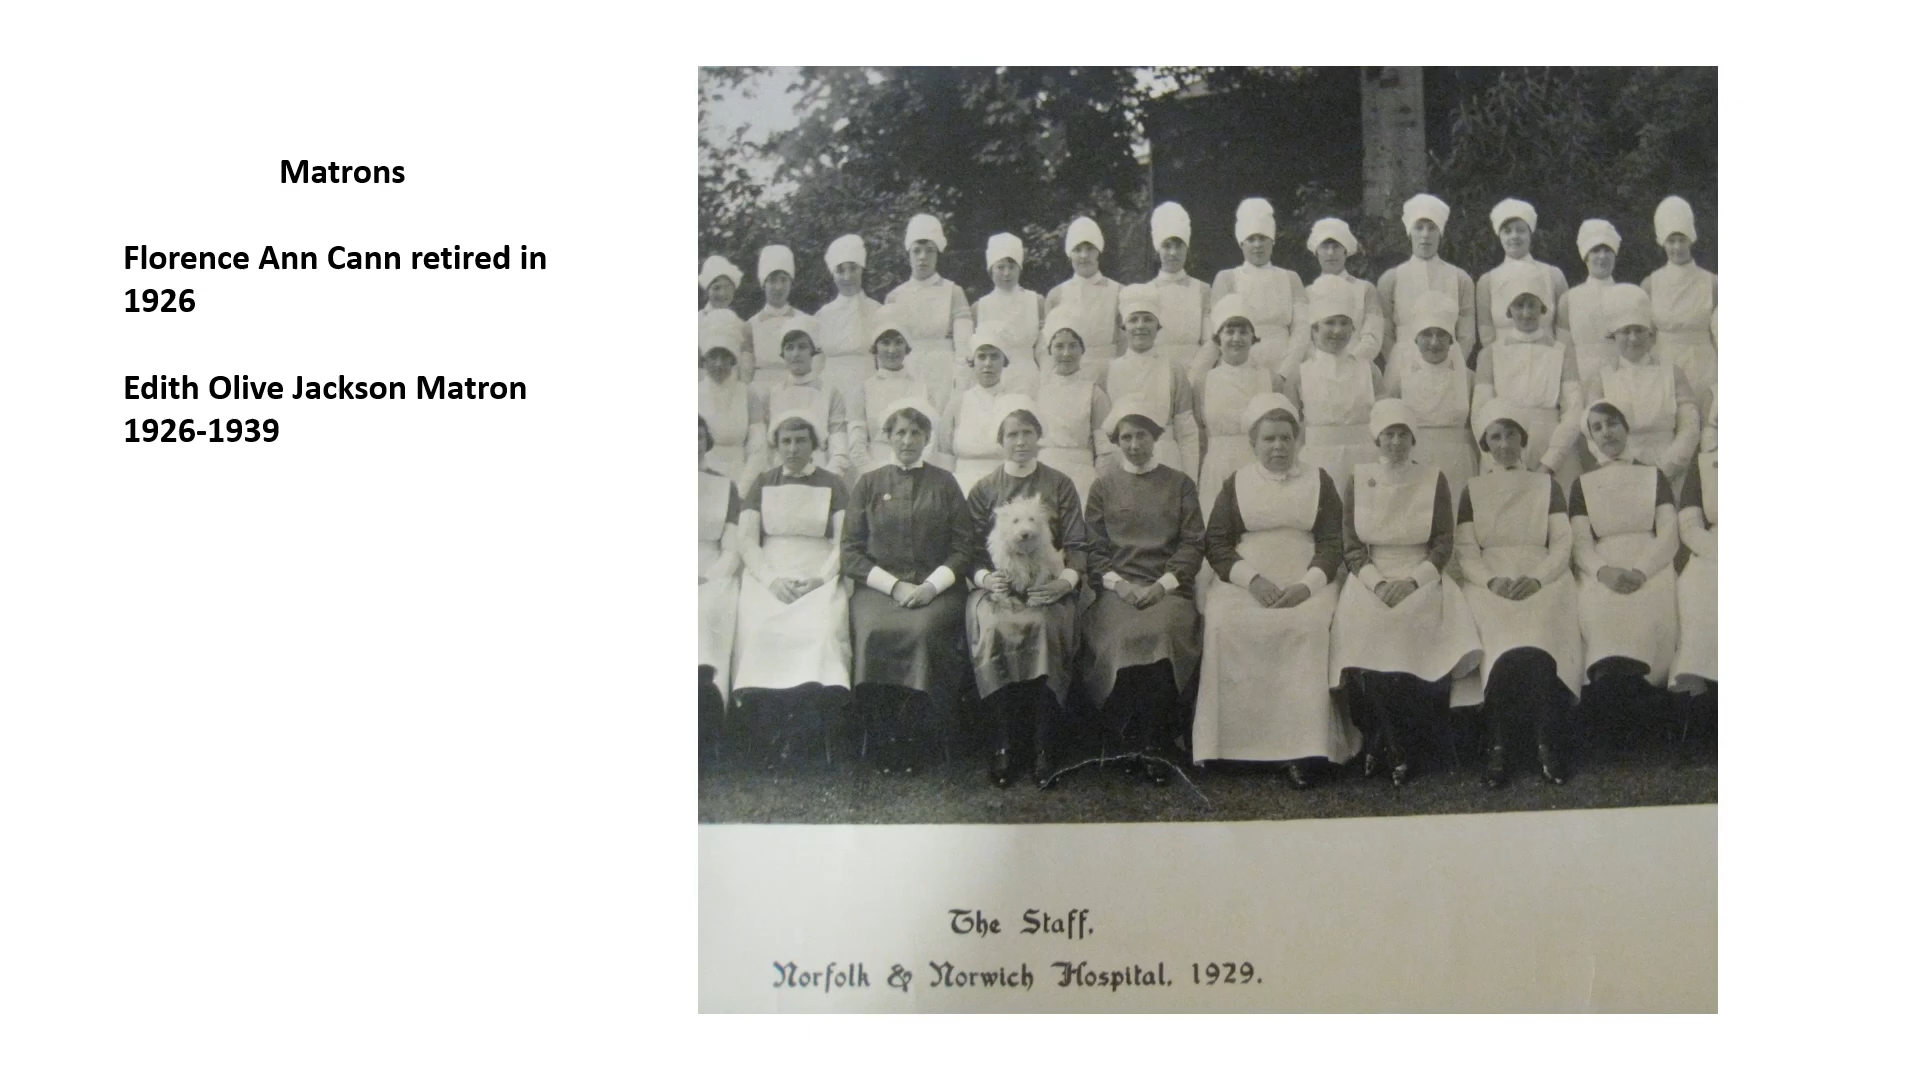 Matrons
Florence Ann Cann retired in
1926
Edith Olive Jackson Matron
1926-1939
The Staff,
Norfolk & Norwich Hospital. 1929.